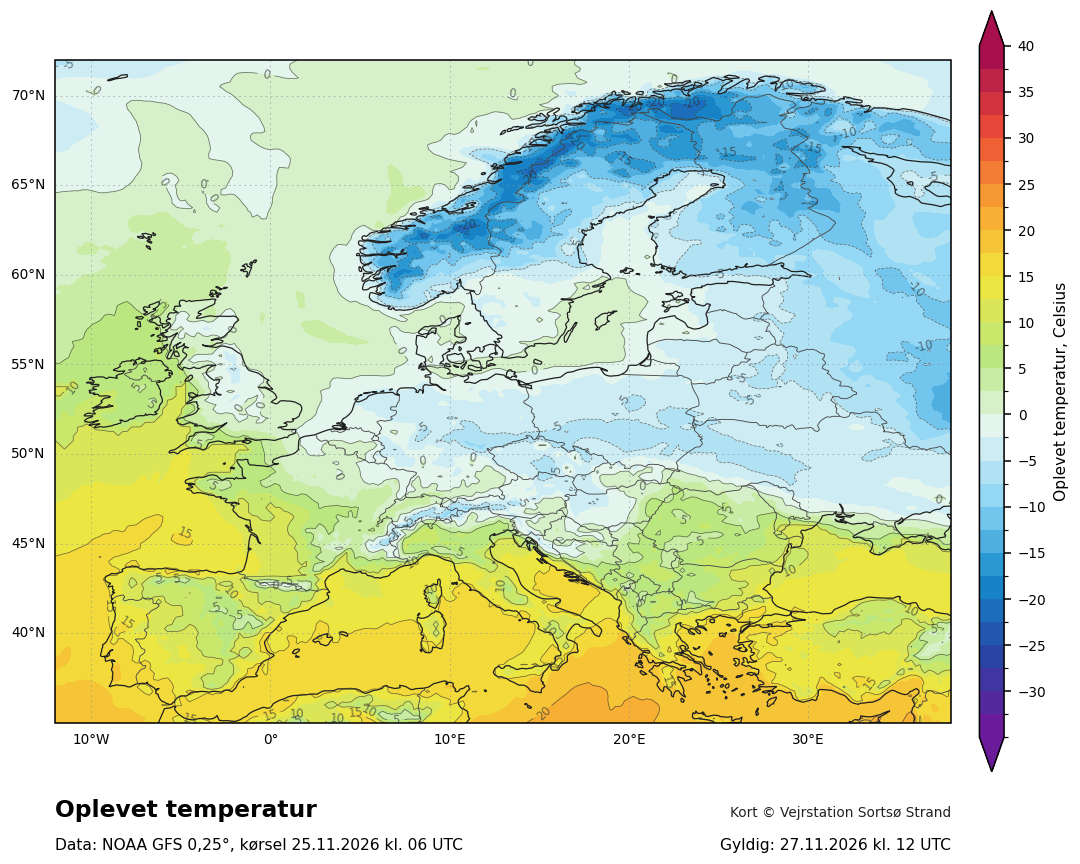 40
35
30
25
20
15
10
5
0
−5
−10
−15
−20
−25
−30
Oplevet temperatur, Celsius
70°N
65°N
60°N
55°N
50°N
45°N
40°N
10°W
0°
10°E
20°E
30°E
Oplevet temperatur
Kort © Vejrstation Sortsø Strand
Data: NOAA GFS 0,25°, kørsel 25.11.2026 kl. 06 UTC
Gyldig: 27.11.2026 kl. 12 UTC